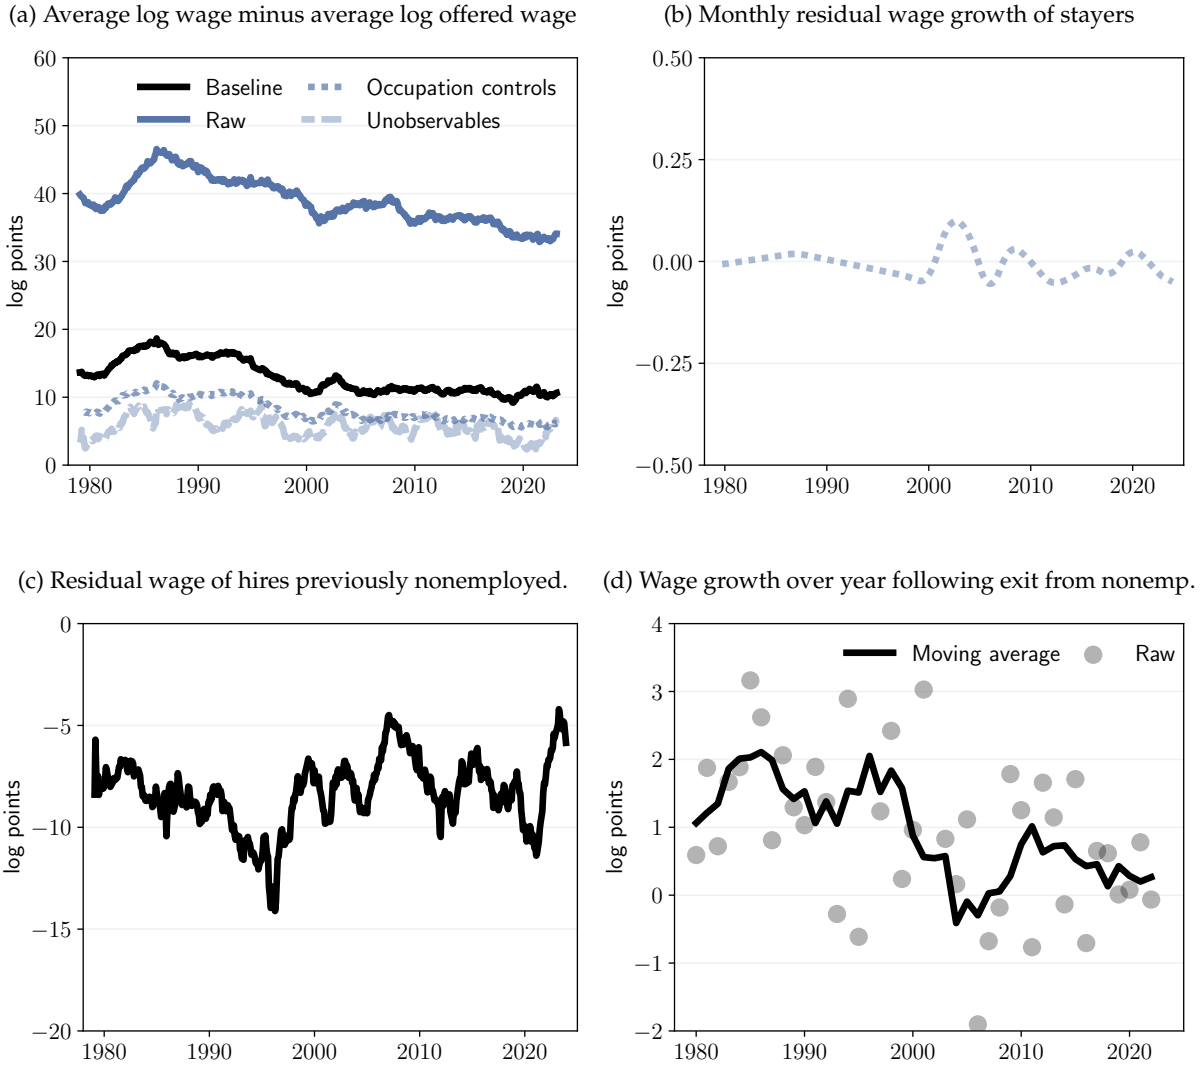 (a) Average log wage minus average log offered wage
60
50
40
30
20
10
0
log points
Baseline
Raw
Occupation controls
Unobservables
1980 1990 2000 2010 2020
(b) Monthly residual wage growth of stayers
0.50
0.25
0.00
−0.25
−0.50
log points
1980 1990 2000 2010 2020
(c) Residual wage of hires previously nonemployed.
0
−5
−10
−15
−20
log points
1980 1990 2000 2010 2020
(d) Wage growth over year following exit from nonemp.
4
3
2
1
0
−1
−2
log points
Moving average
Raw
1980 1990 2000 2010 2020